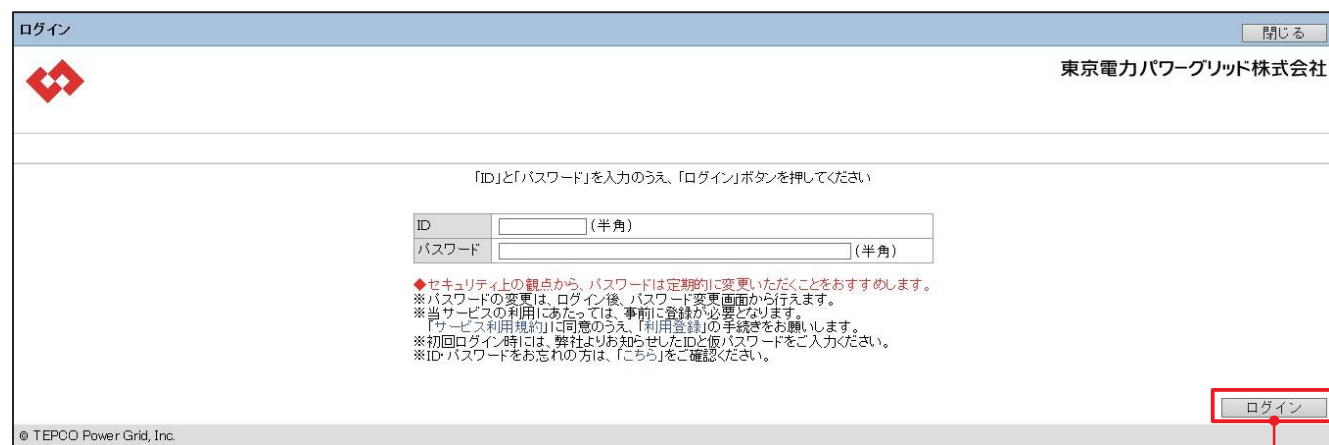 ログイン
閉じる
東京電力パワーグリッド株式会社
「ID」と「パスワード」を入力のうえ、「ログイン」ボタンを押してください
ID (半角)
パスワード (半角)
◆セキュリティ上の観点から、パスワードは定期的に変更いただくことをおすすめします。
※パスワードの変更は、ログイン後、パスワード変更画面から行えます。
※当サービスの利用にあたっては、事前に登録が必要となります。
「サービス利用規約」に同意のうえ、「利用登録」の手続きをお願いします。
※初回ログイン時には、弊社よりお知らせしたIDと仮パスワードをご入力ください。
※ID・パスワードをお忘れの方は、「こちら」をご確認ください。
ログイン
© TEPCO Power Grid, Inc.